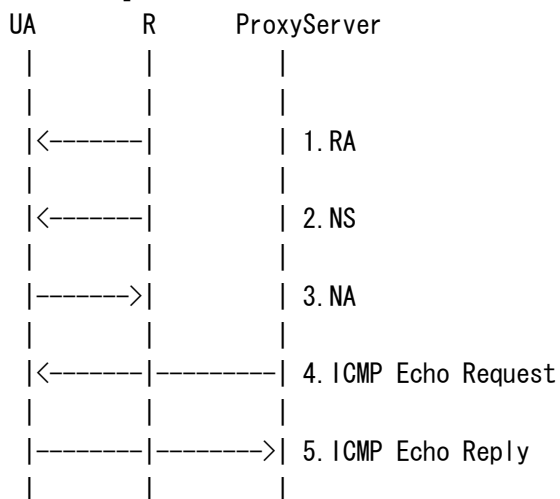 UA R ProxyServer
| | |
| | |
|<-------| | 1.RA
| | |
|<-------| | 2.NS
| | |
|------->| | 3.NA
| | |
|<-------|---------| 4.ICMP Echo Request
| | |
|--------|-------->| 5.ICMP Echo Reply
| | |